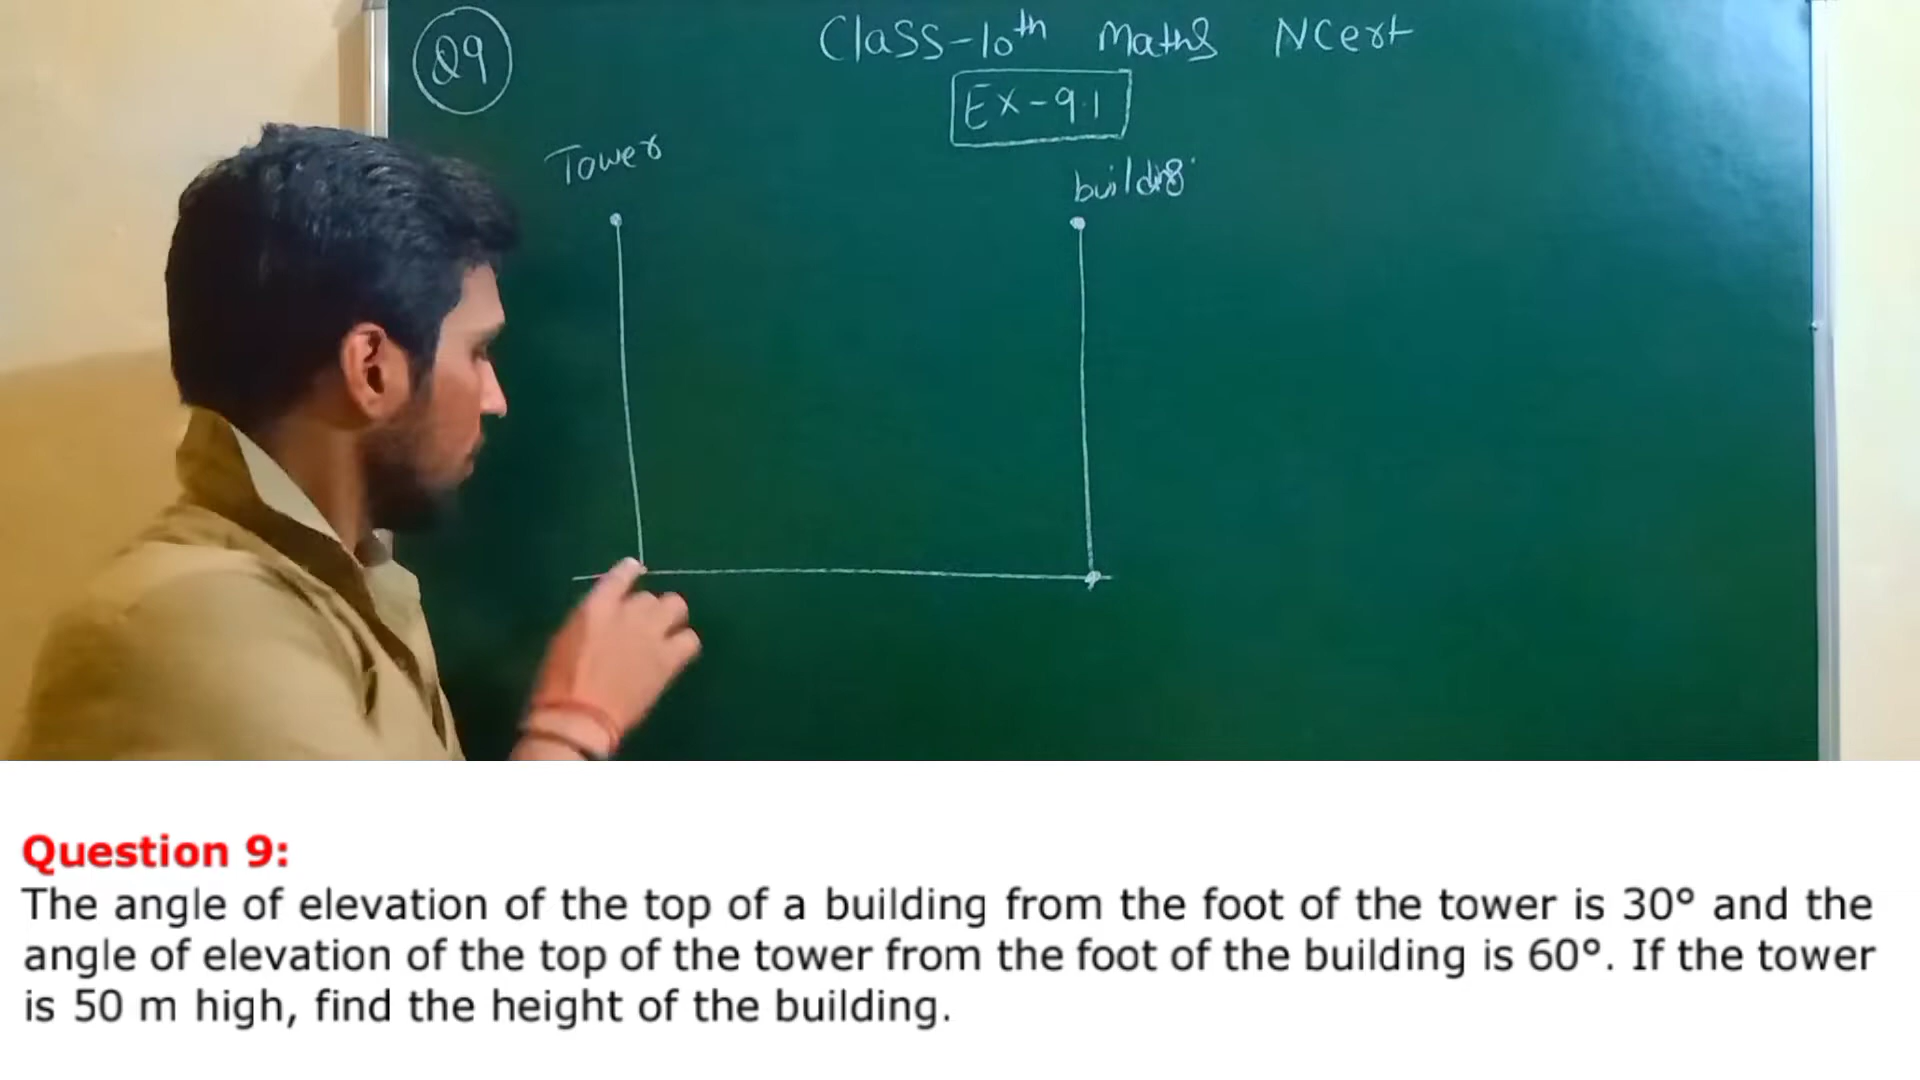 Q9
Class-10th Maths NCert
Ex-9.1
Tower
building
Question 9:
The angle of elevation of the top of a building from the foot of the tower is 30° and the
angle of elevation of the top of the tower from the foot of the building is 60°. If the tower
is 50 m high, find the height of the building.